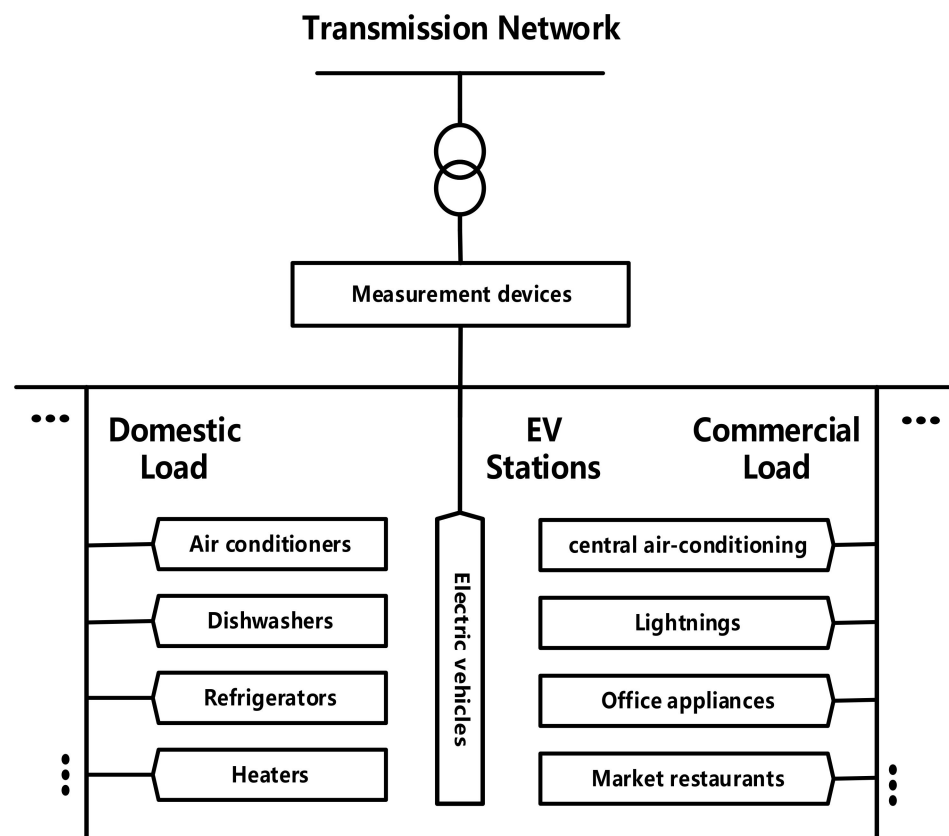 Transmission Network
Measurement devices
Domestic
Load
EV
Stations
Commercial
Load
Air conditioners
Dishwashers
Refrigerators
Heaters
Electric vehicles
central air-conditioning
Lightnings
Office appliances
Market restaurants